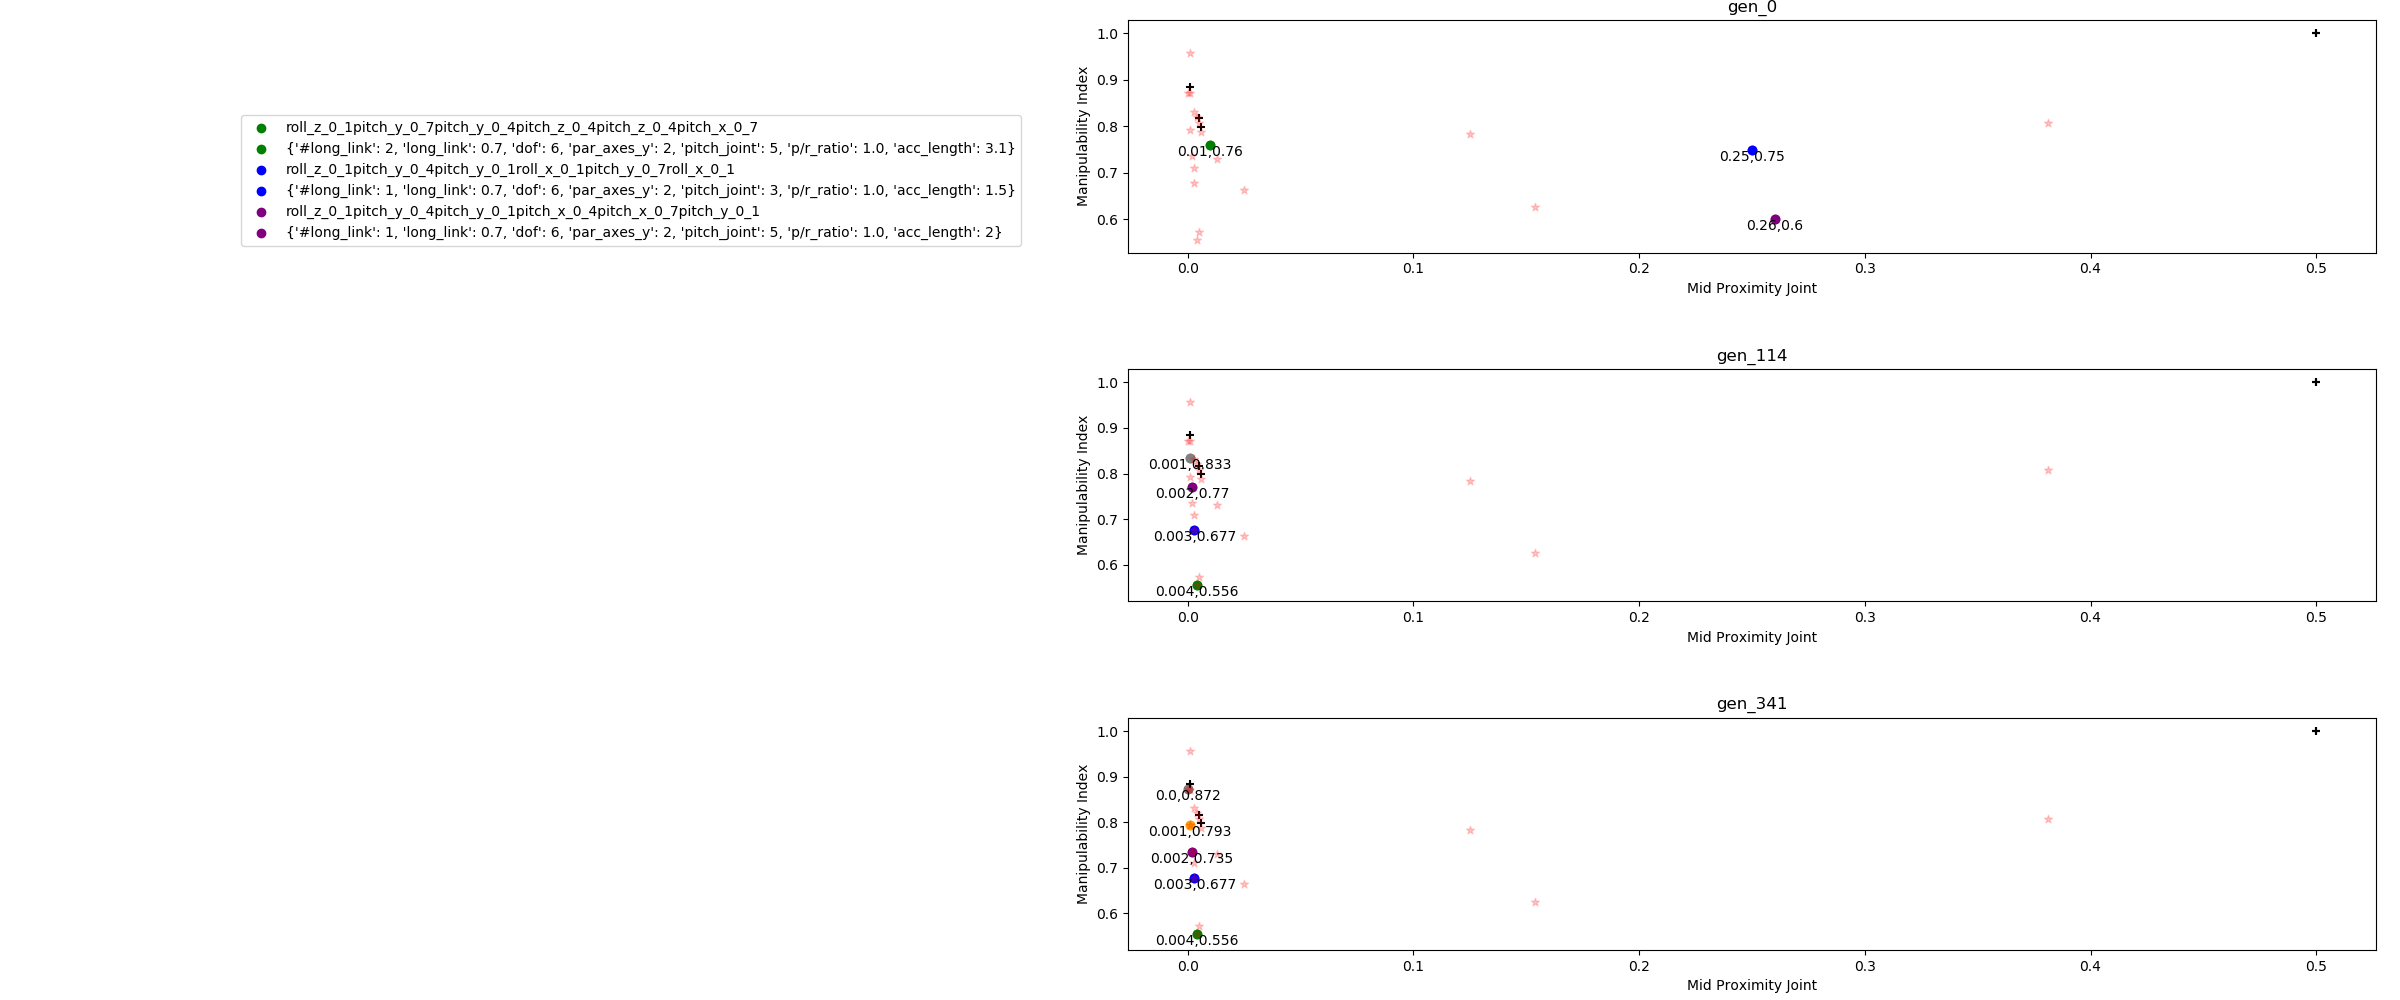 roll_z_0_1pitch_y_0_7pitch_y_0_4pitch_z_0_4pitch_z_0_4pitch_x_0_7
{'#long_link': 2, 'long_link': 0.7, 'dof': 6, 'par_axes_y': 2, 'pitch_joint': 5, 'p/r_ratio': 1.0, 'acc_length': 3.1}
roll_z_0_1pitch_y_0_4pitch_y_0_1roll_x_0_1pitch_y_0_7roll_x_0_1
{'#long_link': 1, 'long_link': 0.7, 'dof': 6, 'par_axes_y': 2, 'pitch_joint': 3, 'p/r_ratio': 1.0, 'acc_length': 1.5}
roll_z_0_1pitch_y_0_4pitch_y_0_1pitch_x_0_4pitch_x_0_7pitch_y_0_1
{'#long_link': 1, 'long_link': 0.7, 'dof': 6, 'par_axes_y': 2, 'pitch_joint': 5, 'p/r_ratio': 1.0, 'acc_length': 2}
gen_0
Manipulability Index
1.0
0.9
0.8
0.7
0.6
0.01,0.76
0.25,0.75
0.26,0.6
0.0 0.1 0.2 0.3 0.4 0.5
Mid Proximity Joint
gen_114
Manipulability Index
1.0
0.9
0.8
0.7
0.6
0.001,0.833
0.002,0.77
0.003,0.677
0.004,0.556
0.0 0.1 0.2 0.3 0.4 0.5
Mid Proximity Joint
gen_341
Manipulability Index
1.0
0.9
0.8
0.7
0.6
0.0,0.872
0.001,0.793
0.002,0.735
0.003,0.677
0.004,0.556
0.0 0.1 0.2 0.3 0.4 0.5
Mid Proximity Joint